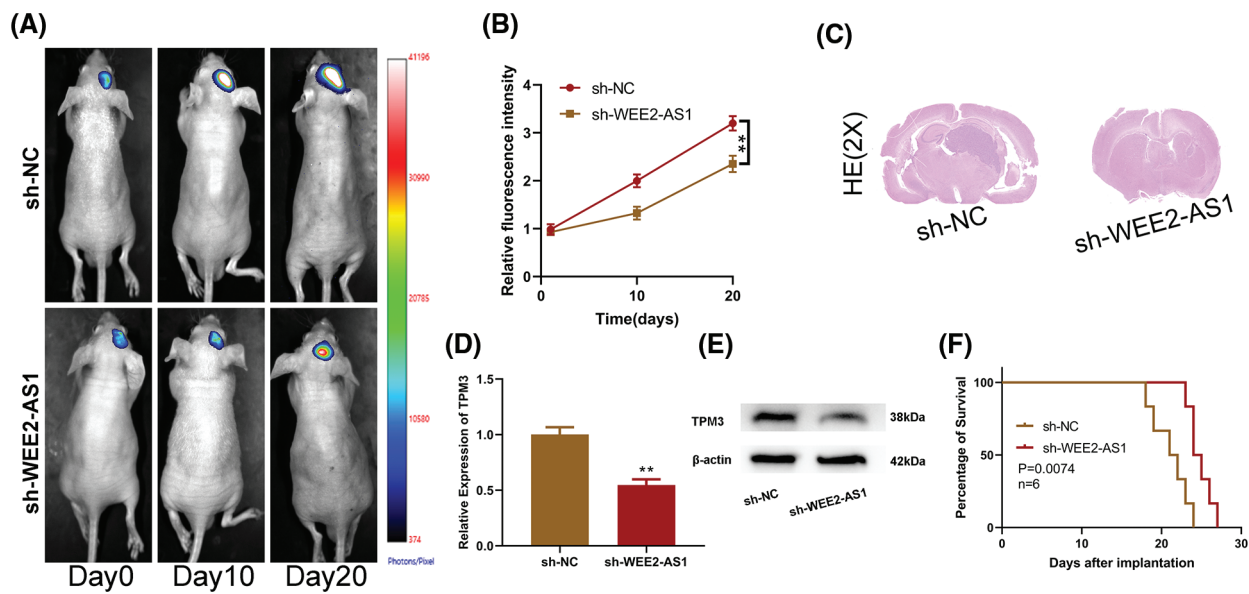 (A)
sh-NC
sh-WEE2-AS1
Day0
Day10
Day20
41196
30990
20785
10580
374
Photons/Pixel
(B)
Relative fluorescence intensity
4
3
2
1
0
sh-NC
sh-WEE2-AS1
**
0
10
20
Time(days)
(C)
HE(2X)
sh-NC
sh-WEE2-AS1
(D)
Relative Expression of TPM3
1.5
1.0
0.5
0.0
**
sh-NC
sh-WEE2-AS1
(E)
TPM3
38kDa
β-actin
42kDa
sh-NC
sh-WEE2-AS1
(F)
Percentage of Survival
100
50
0
sh-NC
sh-WEE2-AS1
P=0.0074
n=6
0
10
20
30
Days after implantation